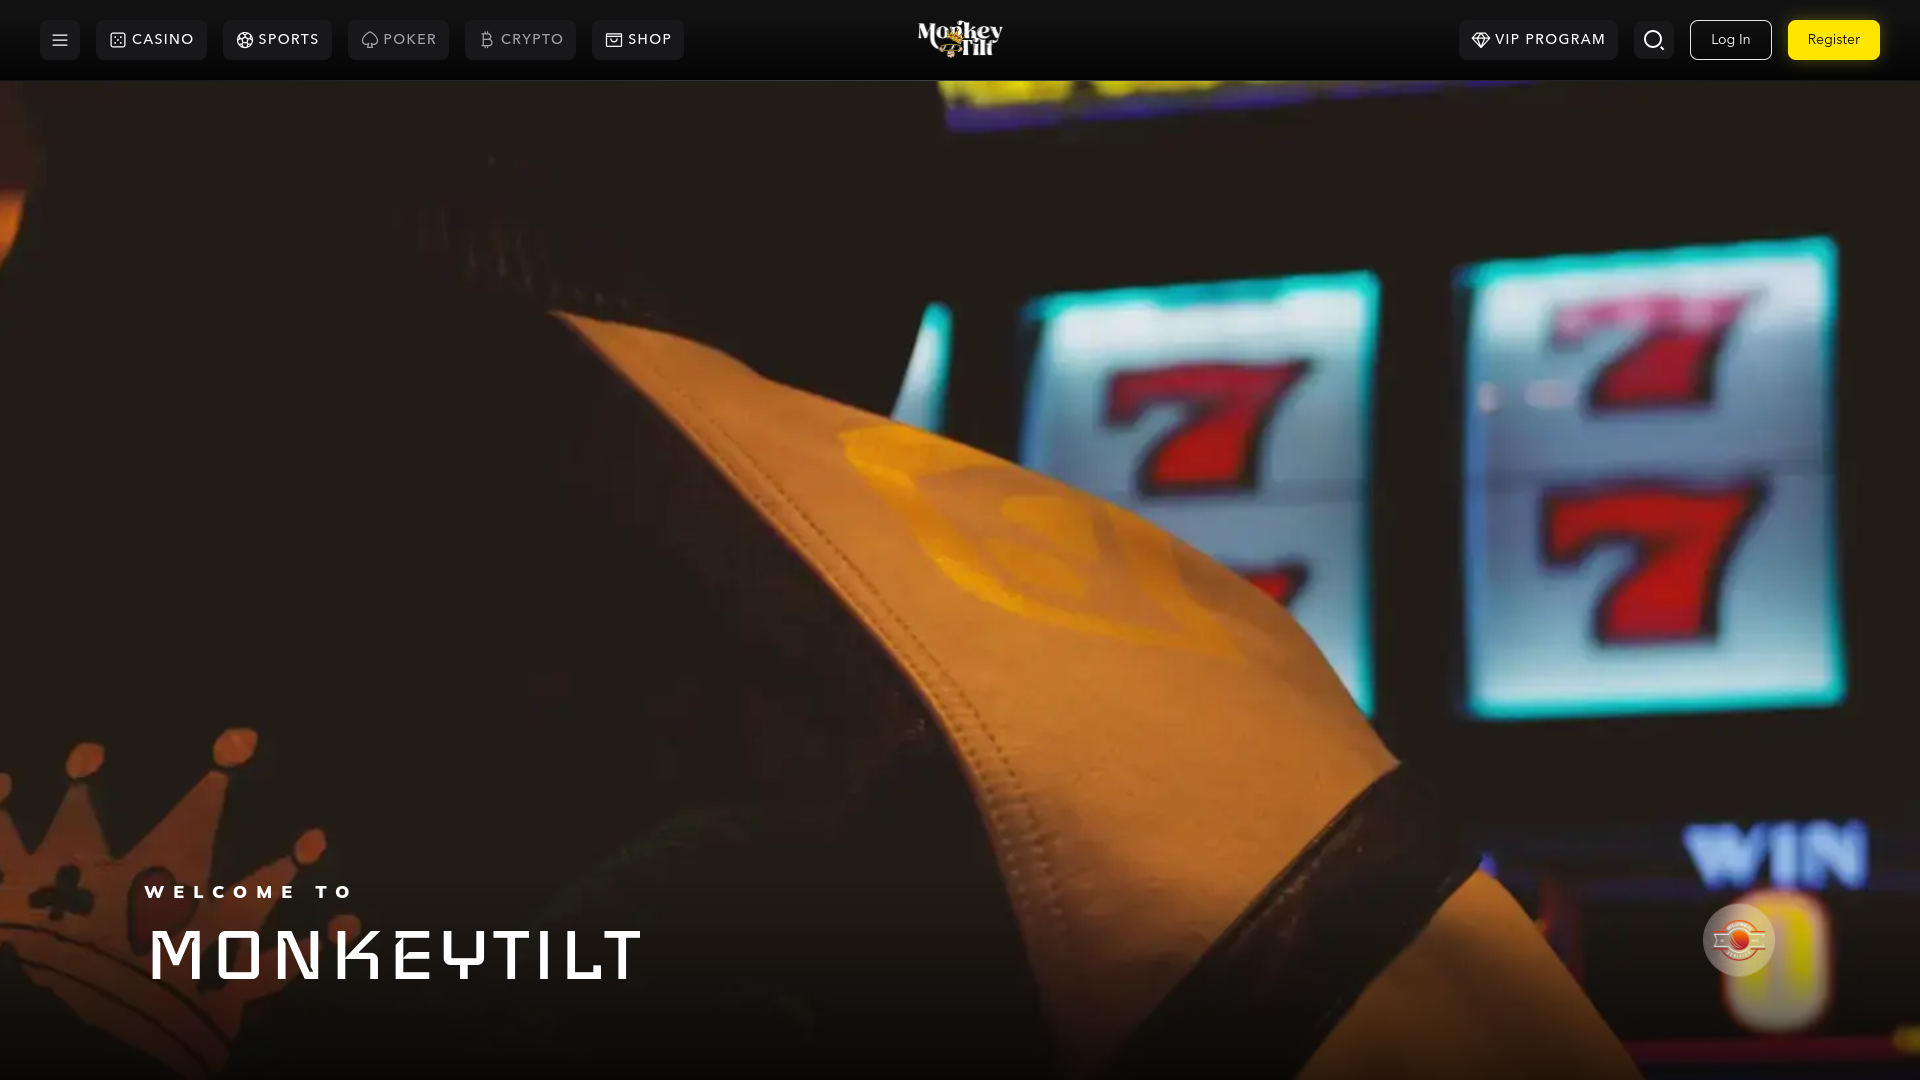 CASINO
SPORTS
POKER
CRYPTO
SHOP
Monkey
Tilt
VIP PROGRAM
Log In
Register
7
7
7
7
WIN
WELCOME TO
MONKEYTILT